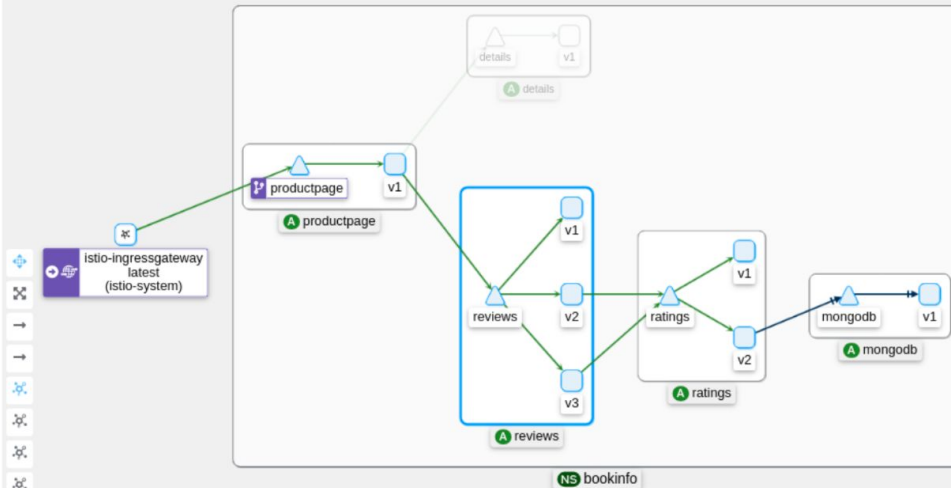 details
v1
A details
productpage
v1
A productpage
istio-ingressgateway
latest
(istio-system)
v1
reviews
v2
v3
A reviews
v1
ratings
v2
A ratings
mongodb
v1
A mongodb
NS bookinfo